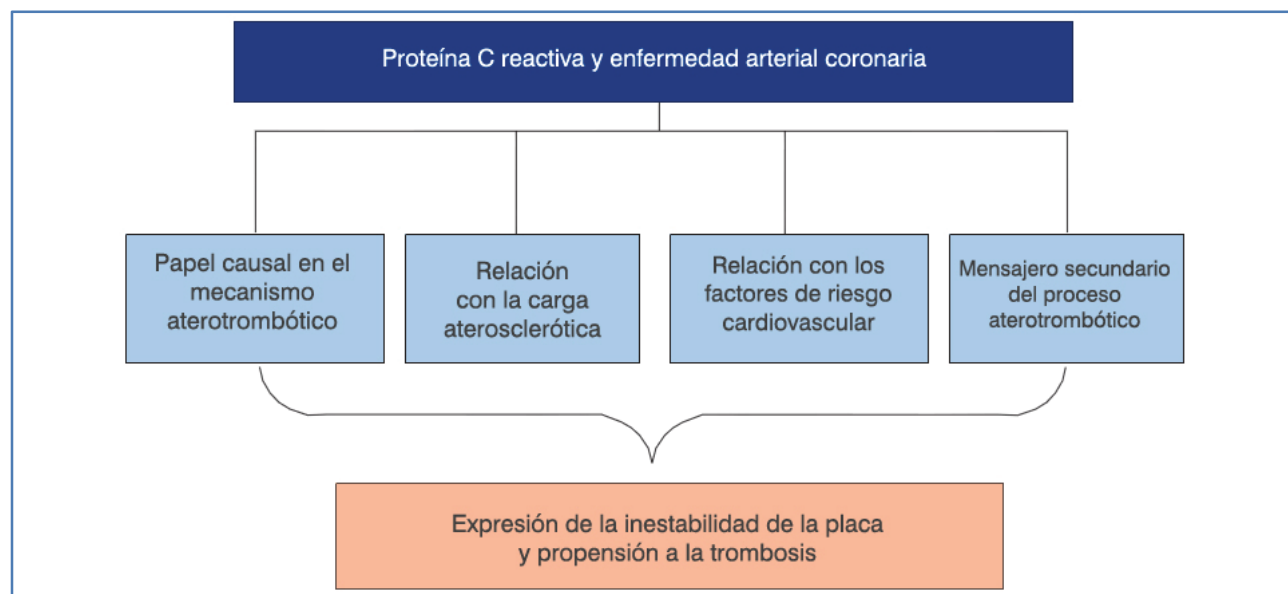 Proteína C reactiva y enfermedad arterial coronaria
Papel causal en el
mecanismo
aterotrombótico
Relación
con la carga
aterosclerótica
Relación con los
factores de riesgo
cardiovascular
Mensajero secundario
del proceso
aterotrombótico
Expresión de la inestabilidad de la placa
y propensión a la trombosis